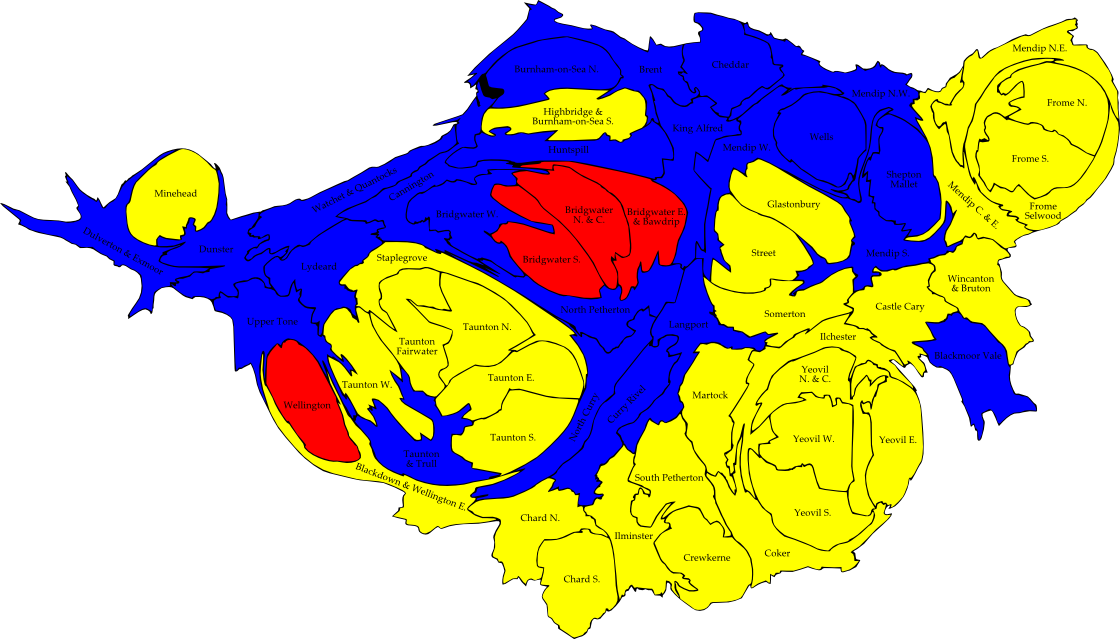 Mendip N.E.
Burnham-on-Sea N.
Brent
Cheddar
Mendip N.W.
Frome N.
Highbridge &
Burnham-on-Sea S.
King Alfred
Wells
Huntspill
Mendip W.
Frome S.
Minehead
Watchet & Quantocks
Cannington
Shepton
Mallet
Mendip C. & E.
Frome
Selwood
Glastonbury
Bridgwater W.
Bridgwater
N. & C.
Bridgwater E.
& Bawdrip
Dulverton & Exmoor
Dunster
Staplegrove
Bridgwater S.
Street
Mendip S.
Lydeard
Wincanton
& Bruton
North Petherton
Somerton
Castle Cary
Upper Tone
Taunton N.
Langport
Ilchester
Taunton
Fairwater
Blackmoor Vale
Taunton W.
Taunton E.
Yeovil
N. & C.
Wellington
Martock
Curry Rivel
North Curry
Taunton S.
Yeovil W.
Yeovil E.
Taunton
& Trull
Blackdown & Wellington E.
South Petherton
Yeovil S.
Chard N.
Ilminster
Coker
Crewkerne
Chard S.